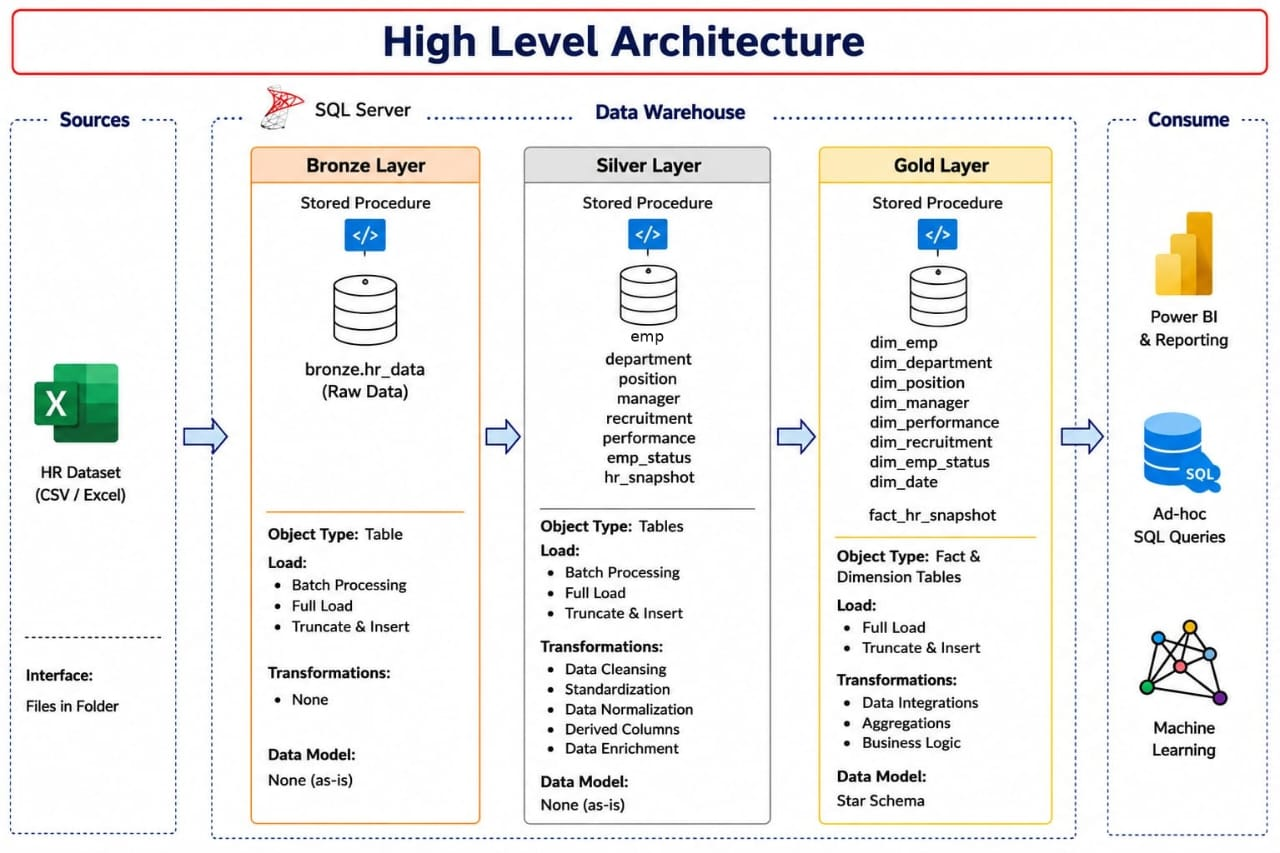 High Level Architecture
Sources
SQL Server
Data Warehouse
Consume
X
HR Dataset
(CSV / Excel)
Interface:
Files in Folder
Bronze Layer
Stored Procedure
</>
bronze.hr_data
(Raw Data)
Object Type: Table
Load:
• Batch Processing
• Full Load
• Truncate & Insert
Transformations:
• None
Data Model:
None (as-is)
Silver Layer
Stored Procedure
</>
emp
department
position
manager
recruitment
performance
emp_status
hr_snapshot
Object Type: Tables
Load:
• Batch Processing
• Full Load
• Truncate & Insert
Transformations:
• Data Cleansing
• Standardization
• Data Normalization
• Derived Columns
• Data Enrichment
Data Model:
None (as-is)
Gold Layer
Stored Procedure
</>
dim_emp
dim_department
dim_position
dim_manager
dim_performance
dim_recruitment
dim_emp_status
dim_date
fact_hr_snapshot
Object Type: Fact &
Dimension Tables
Load:
• Full Load
• Truncate & Insert
Transformations:
• Data Integrations
• Aggregations
• Business Logic
Data Model:
Star Schema
Power BI
& Reporting
SQL
Ad-hoc
SQL Queries
Machine
Learning